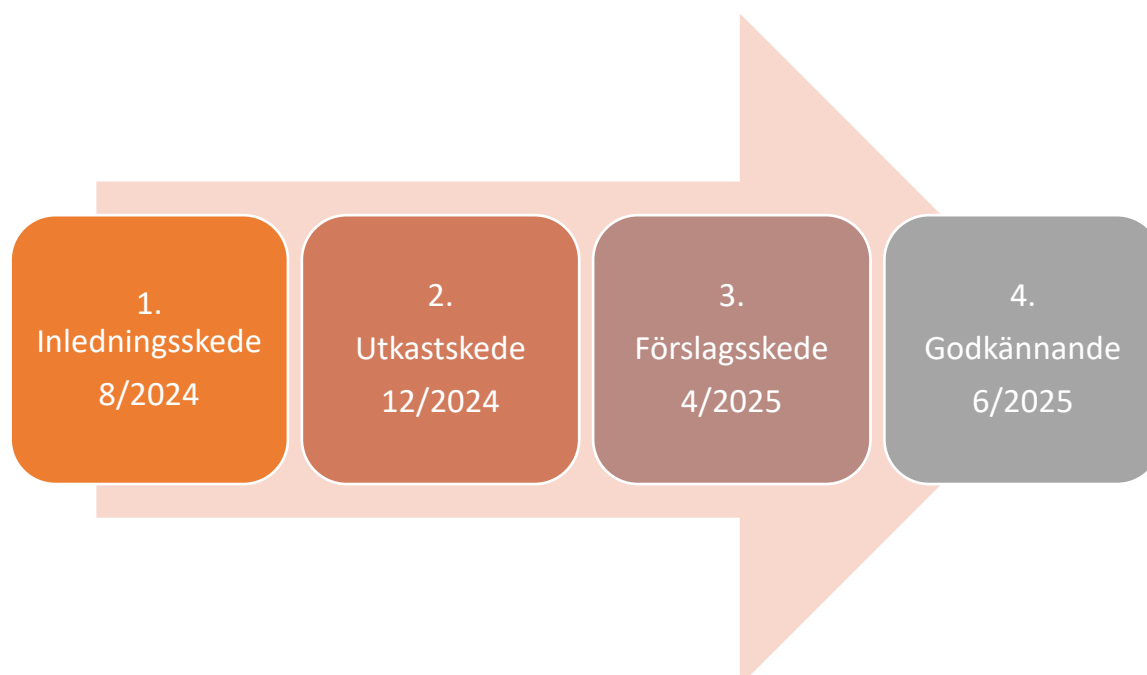 1.
Inledningsskede
8/2024
2.
Utkastskede
12/2024
3.
Förslagsskede
4/2025
4.
Godkännande
6/2025